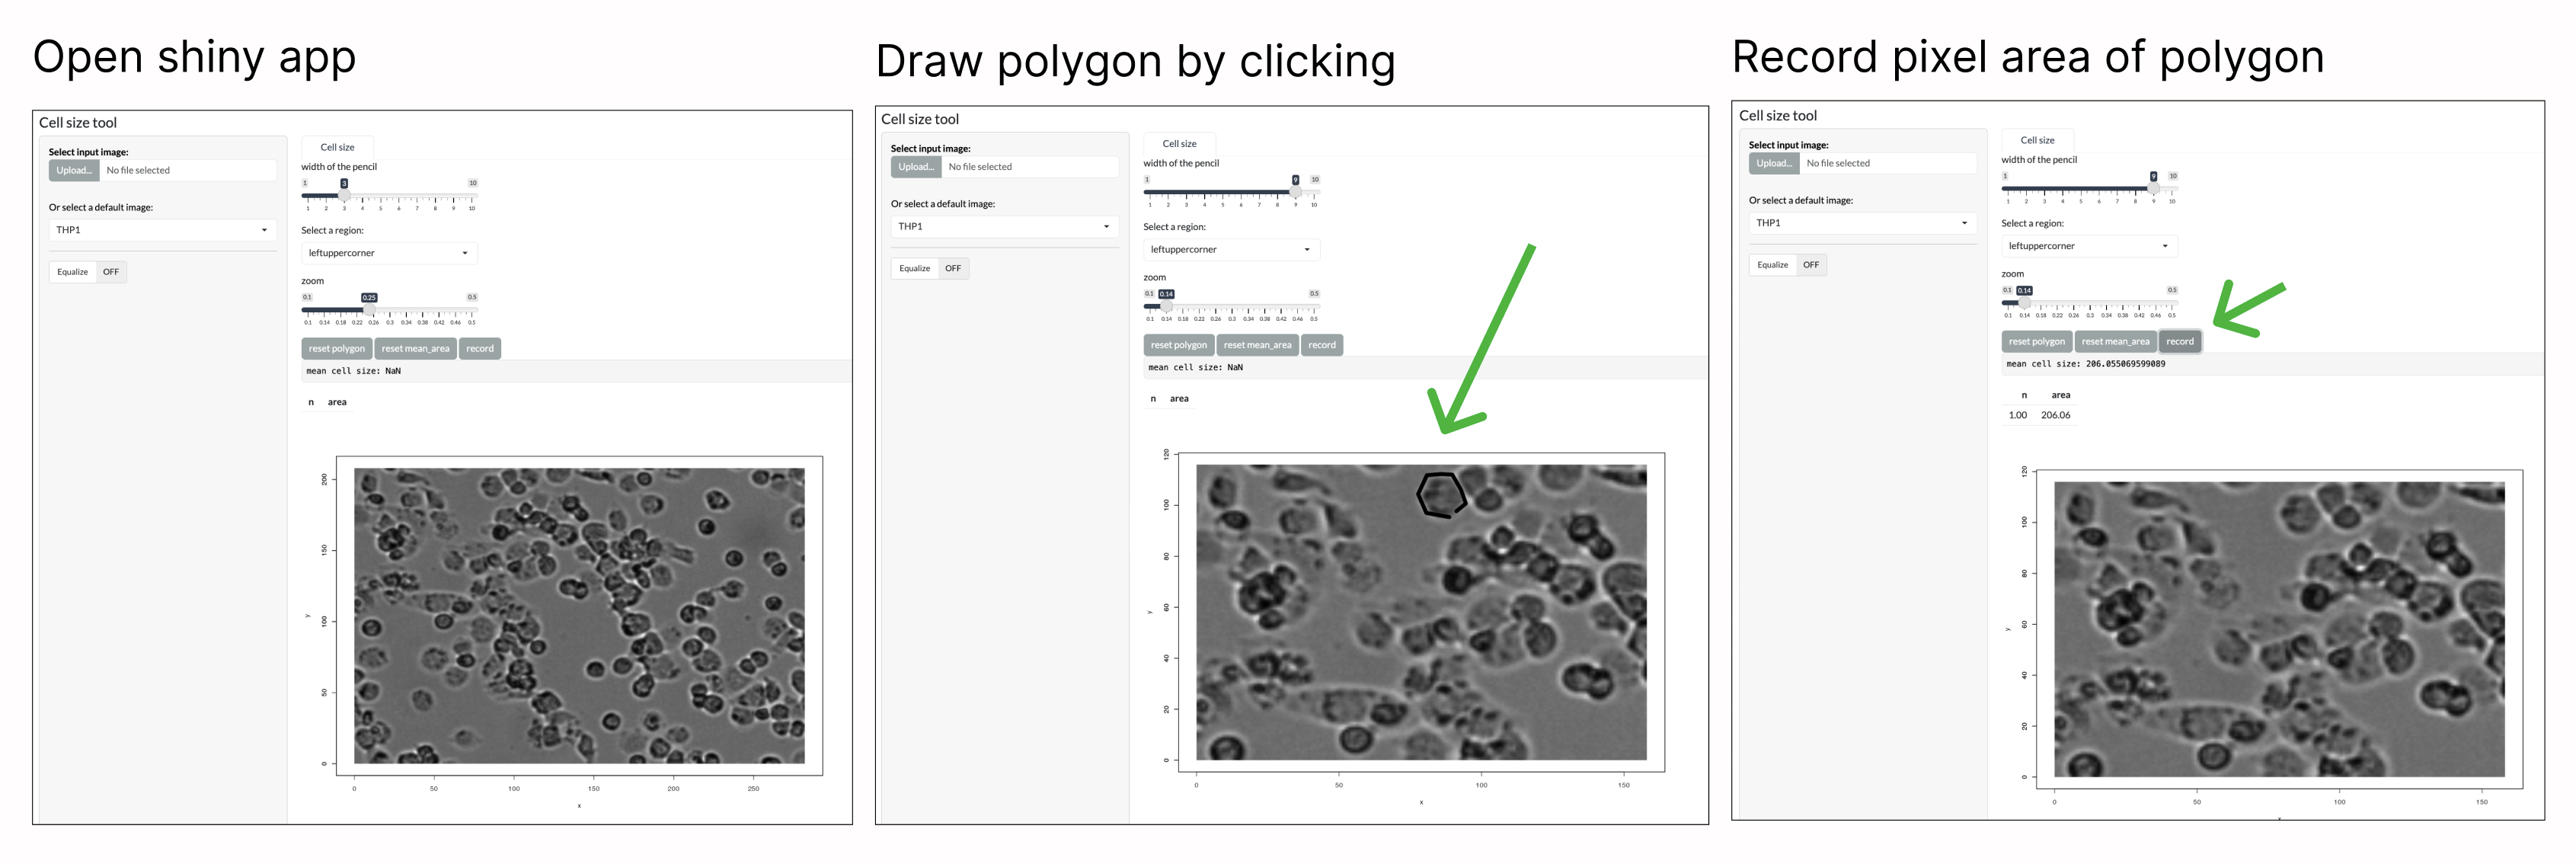 Open shiny app
Cell size tool
Select input image:
Upload... No file selected
Or select a default image:
THP1
Equalize OFF
Cell size
width of the pencil
1 3 10
1 2 3 4 5 6 7 8 9 10
Select a region:
leftuppercorner
zoom
0.1 0.25 0.5
0.1 0.14 0.18 0.22 0.26 0.3 0.34 0.38 0.42 0.46 0.5
reset polygon reset mean_area record
mean cell size: NaN
n area
200
150
y
100
50
0
0 50 100 150 200 250
x
Draw polygon by clicking
Cell size tool
Select input image:
Upload... No file selected
Or select a default image:
THP1
Equalize OFF
Cell size
width of the pencil
1 9 10
1 2 3 4 5 6 7 8 9 10
Select a region:
leftuppercorner
zoom
0.1 0.14 0.5
0.1 0.14 0.18 0.22 0.26 0.3 0.34 0.38 0.42 0.46 0.5
reset polygon reset mean_area record
mean cell size: NaN
n area
120
100
80
60
y
40
20
0
0 50 100 150
x
Record pixel area of polygon
Cell size tool
Select input image:
Upload... No file selected
Or select a default image:
THP1
Equalize OFF
Cell size
width of the pencil
1 9 10
1 2 3 4 5 6 7 8 9 10
Select a region:
leftuppercorner
zoom
0.1 0.14 0.5
0.1 0.14 0.18 0.22 0.26 0.3 0.34 0.38 0.42 0.46 0.5
reset polygon reset mean_area record
mean cell size: 206.055069599089
n area
1.00 206.06
120
100
80
60
y
40
20
0
0 50 100 150